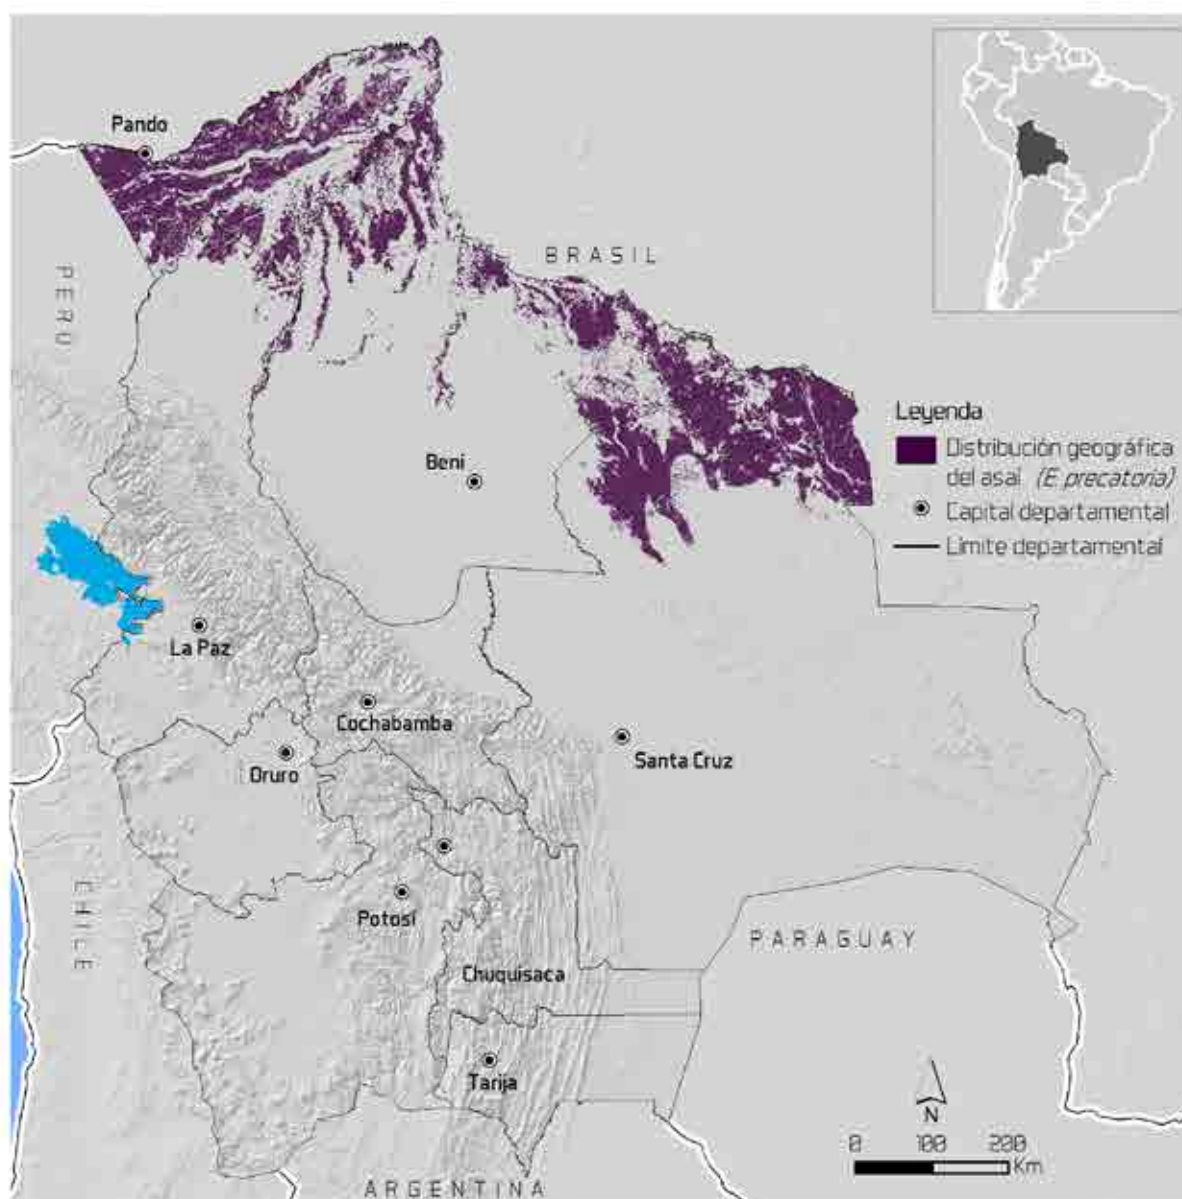 Pando
BRASIL
PERU
Leyenda
Distribución geográfica
del asaí (E precatoria)
Capital departamental
Límite departamental
Beni
La Paz
Cochabamba
Oruro
Santa Cruz
CHILE
Potosí
PARAGUAY
Chuquisaca
Tarija
N
0 100 200
Km
ARGENTINA